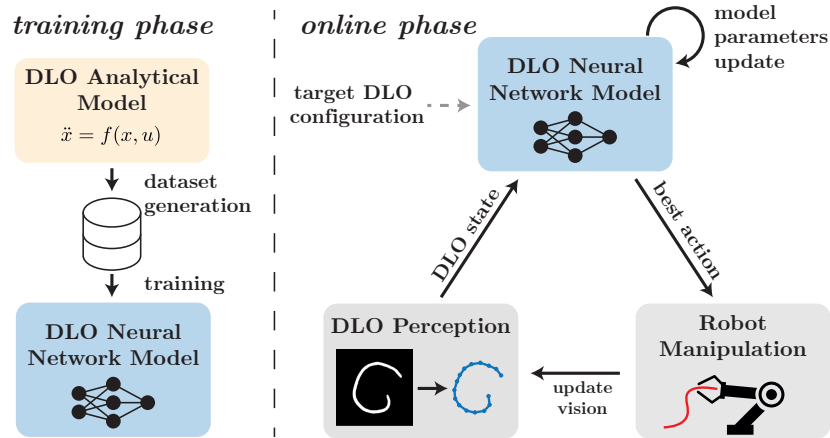 training phase
DLO Analytical
Model
ẍ = f(x, u)
dataset
generation
training
DLO Neural
Network Model
online phase
model
parameters
update
DLO Neural
Network Model
target DLO
configuration
DLO state
best action
DLO Perception
update
vision
Robot
Manipulation